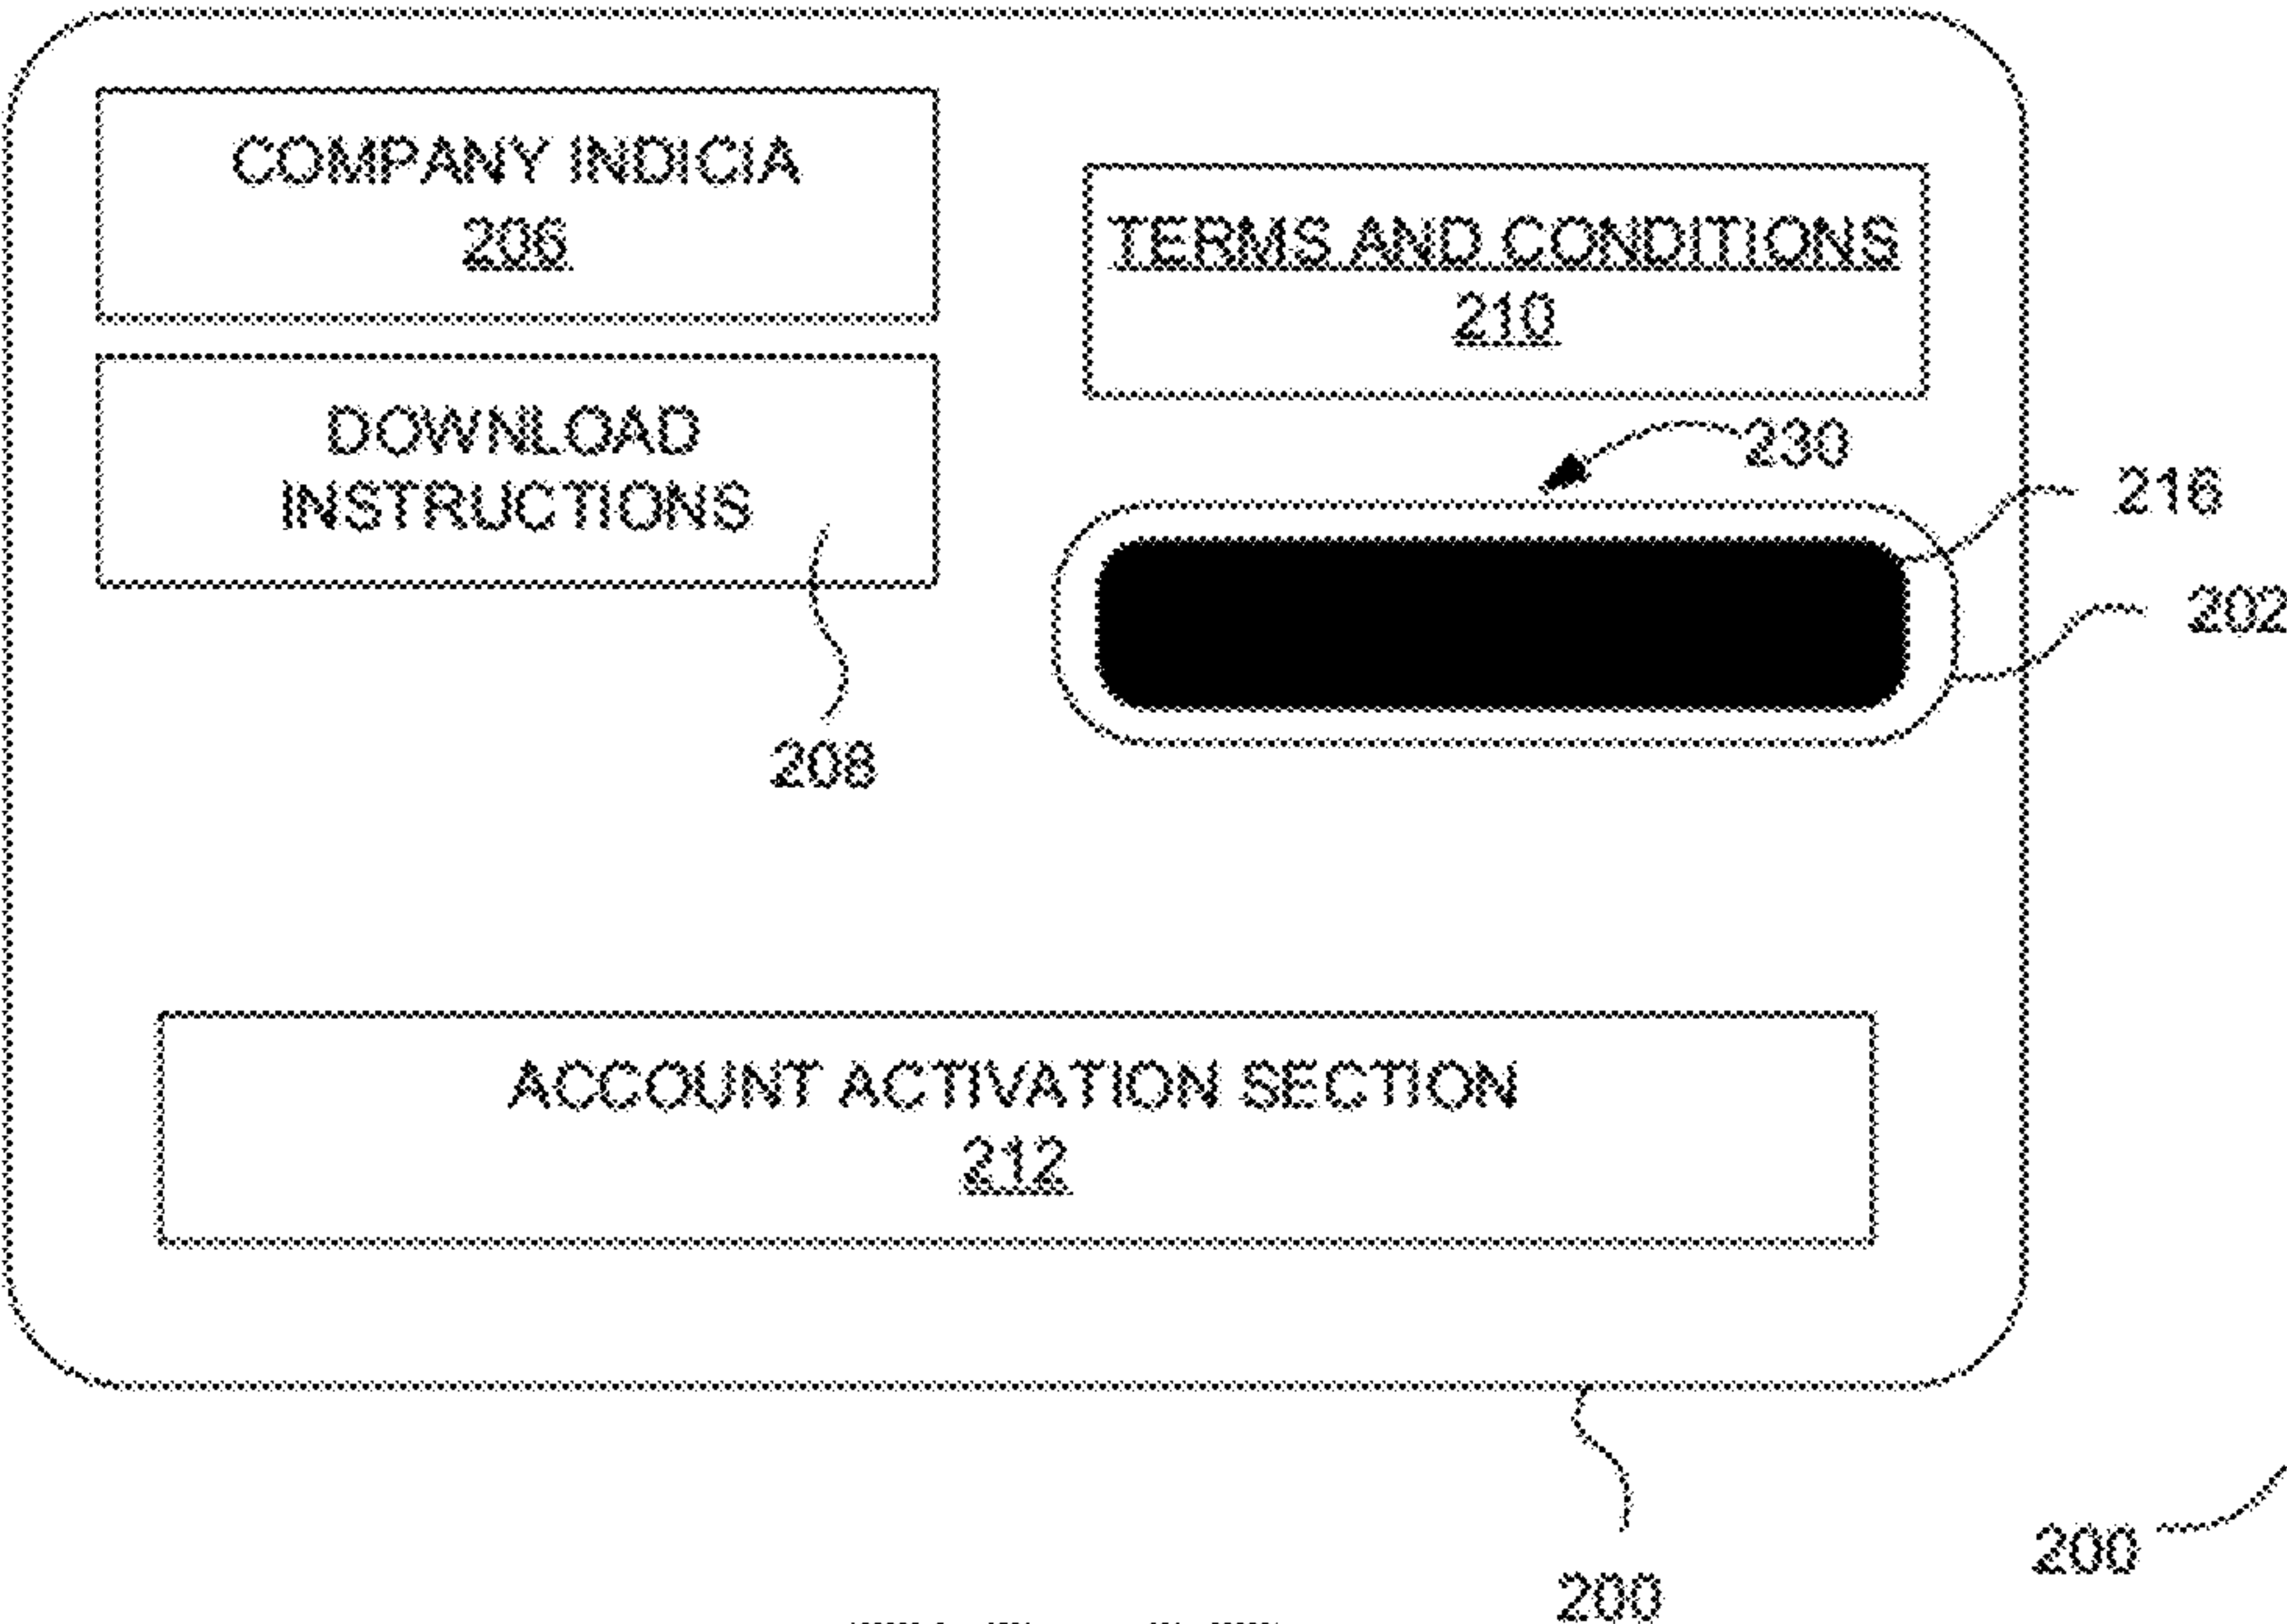 COMPANY INDICIA
206
TERMS AND CONDITIONS
210
DOWNLOAD
INSTRUCTIONS
230
216
202
208
ACCOUNT ACTIVATION SECTION
212
200
200